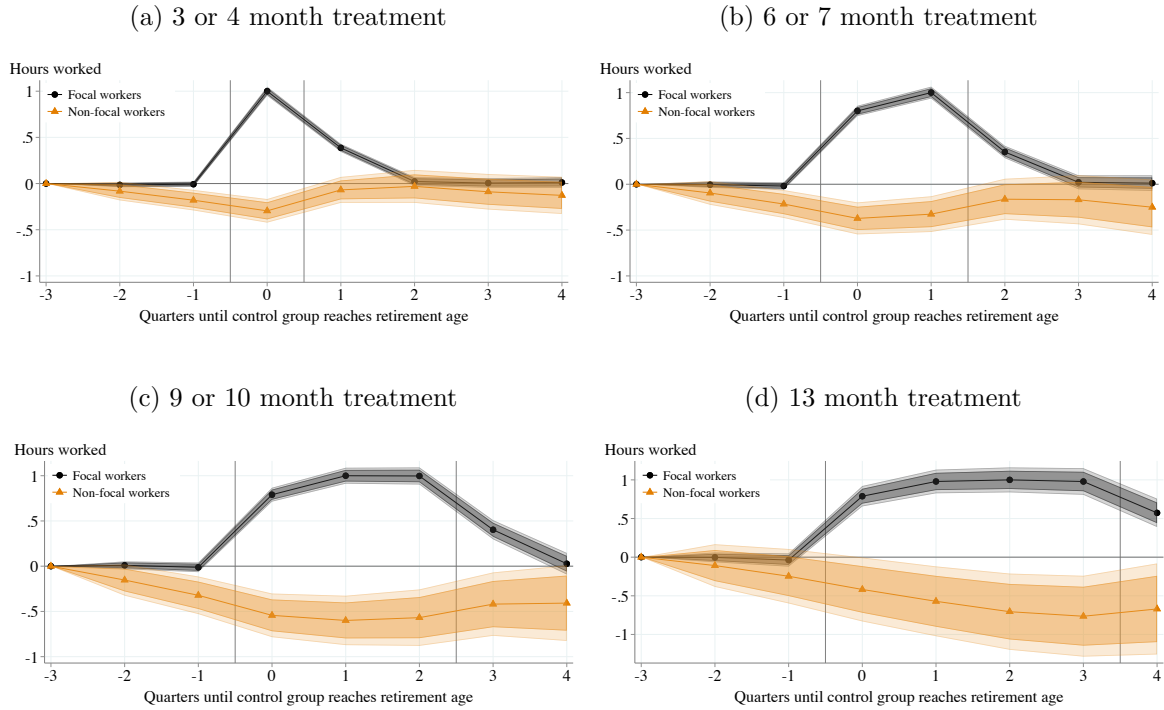 (a) 3 or 4 month treatment
Hours worked
Focal workers
Non-focal workers
1
.5
0
-.5
-1
-3 -2 -1 0 1 2 3 4
Quarters until control group reaches retirement age
(b) 6 or 7 month treatment
Hours worked
Focal workers
Non-focal workers
1
.5
0
-.5
-1
-3 -2 -1 0 1 2 3 4
Quarters until control group reaches retirement age
(c) 9 or 10 month treatment
Hours worked
Focal workers
Non-focal workers
1
.5
0
-.5
-1
-3 -2 -1 0 1 2 3 4
Quarters until control group reaches retirement age
(d) 13 month treatment
Hours worked
Focal workers
Non-focal workers
1
.5
0
-.5
-1
-3 -2 -1 0 1 2 3 4
Quarters until control group reaches retirement age